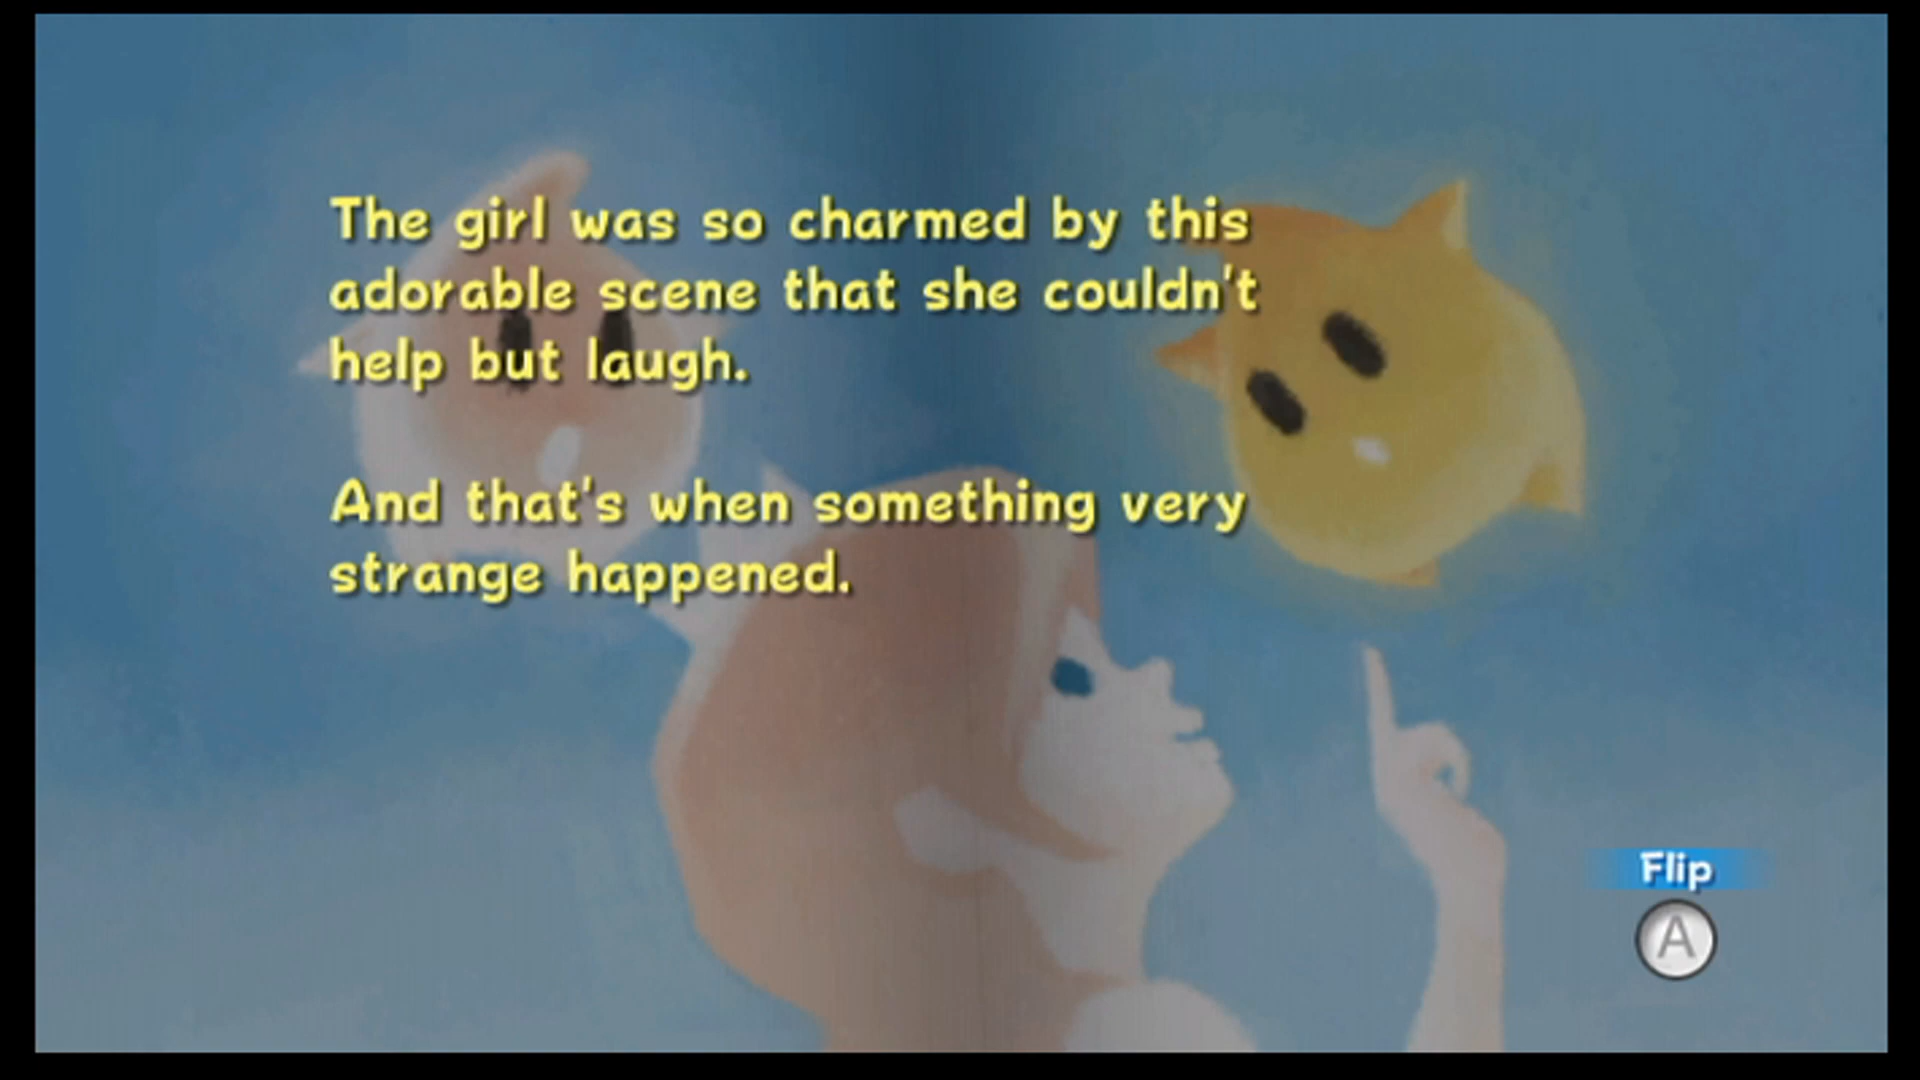 The girl was so charmed by this
adorable scene that she couldn't
help but laugh.
And that's when something very
strange happened.
Flip
A